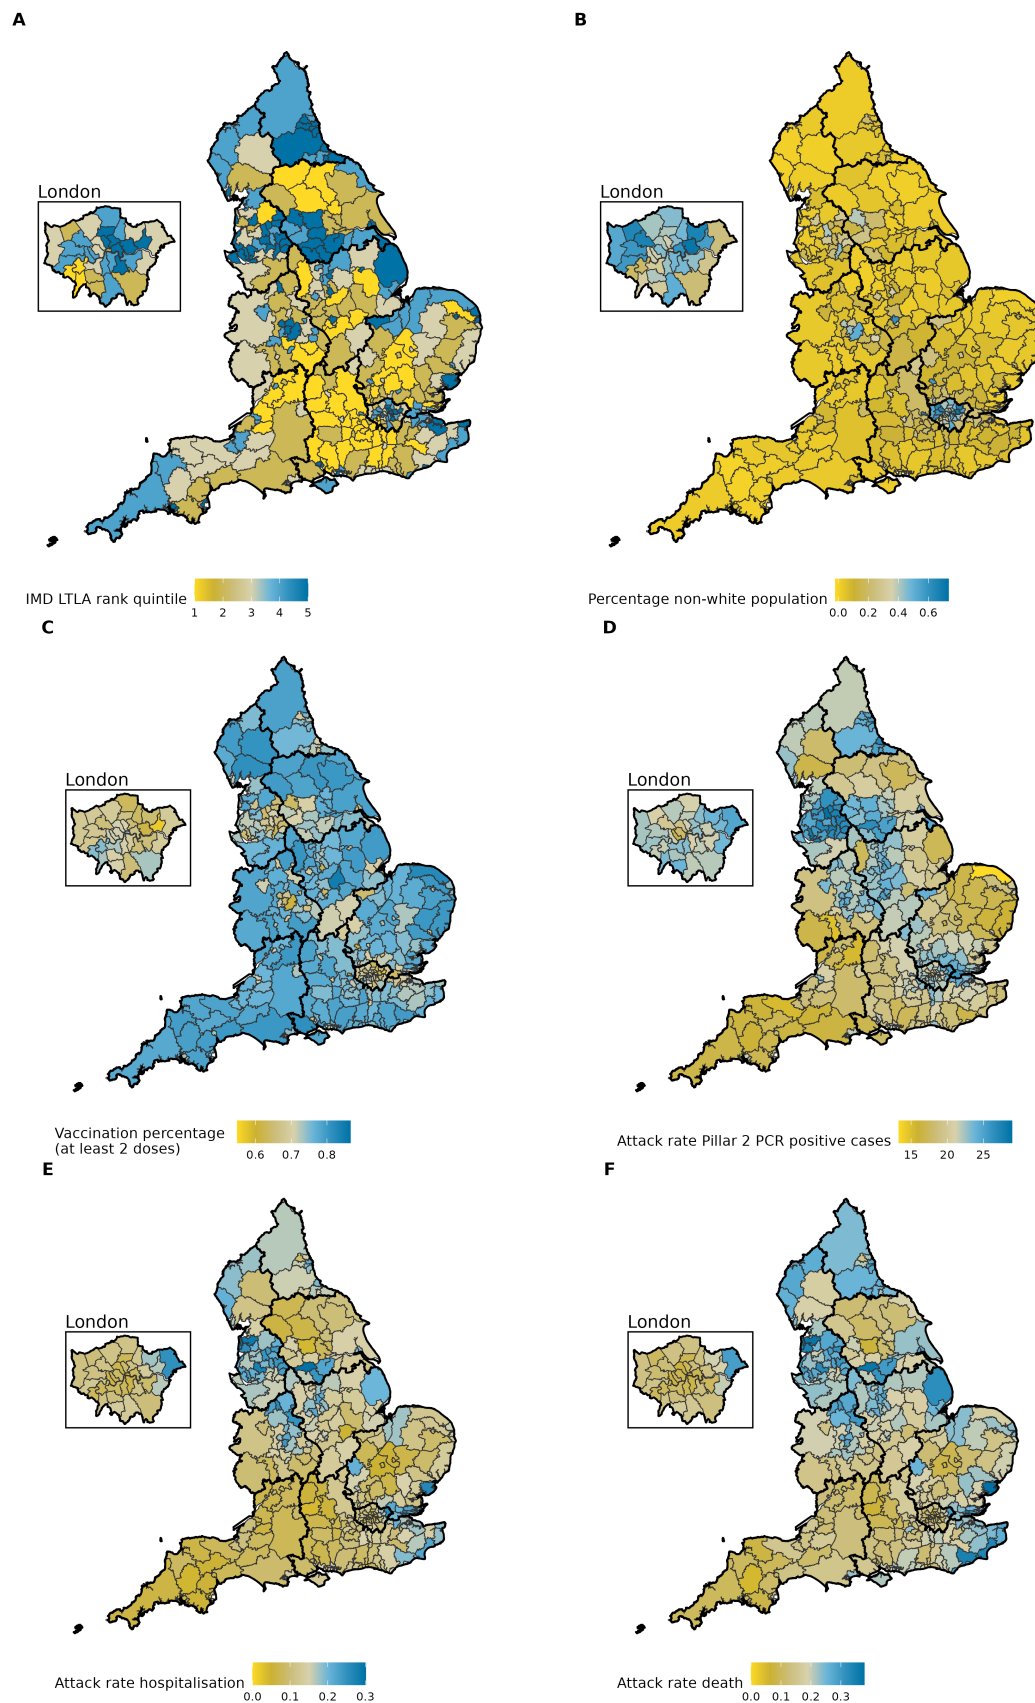 A
B
London
London
IMD LTLA rank quintile
1 2 3 4 5
Percentage non-white population
0.0 0.2 0.4 0.6
C
D
London
London
Vaccination percentage
(at least 2 doses)
0.6 0.7 0.8
Attack rate Pillar 2 PCR positive cases
15 20 25
E
F
London
London
Attack rate hospitalisation
0.0 0.1 0.2 0.3
Attack rate death
0.0 0.1 0.2 0.3